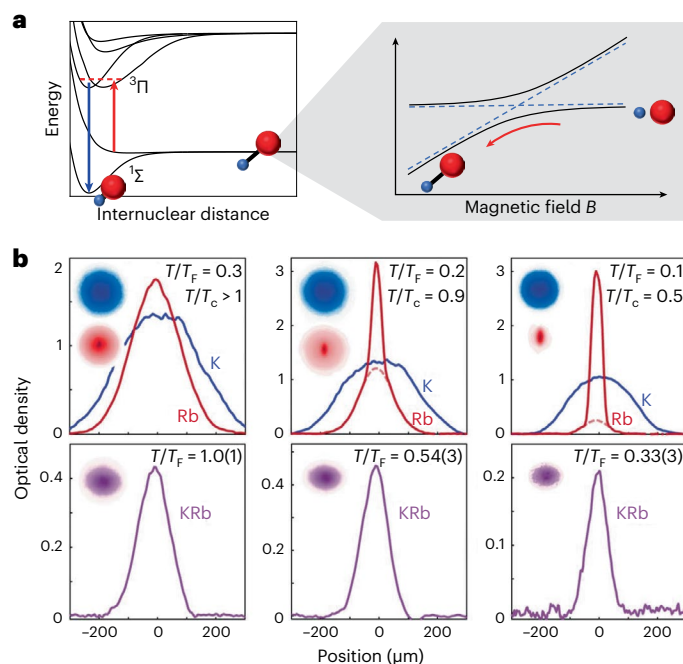 a
Energy
³Π
¹Σ
Internuclear distance
Magnetic field B
b
Optical density
2
1
0
T/T_F = 0.3
T/T_c > 1
K
Rb
3
2
1
0
T/T_F = 0.2
T/T_c = 0.9
K
Rb
3
2
1
0
T/T_F = 0.1
T/T_c = 0.5
K
Rb
0.4
0.2
0
T/T_F = 1.0(1)
KRb
−200 0 200
0.4
0.2
0
T/T_F = 0.54(3)
KRb
−200 0 200
0.2
0.1
0
T/T_F = 0.33(3)
KRb
−200 0 200
Position (μm)